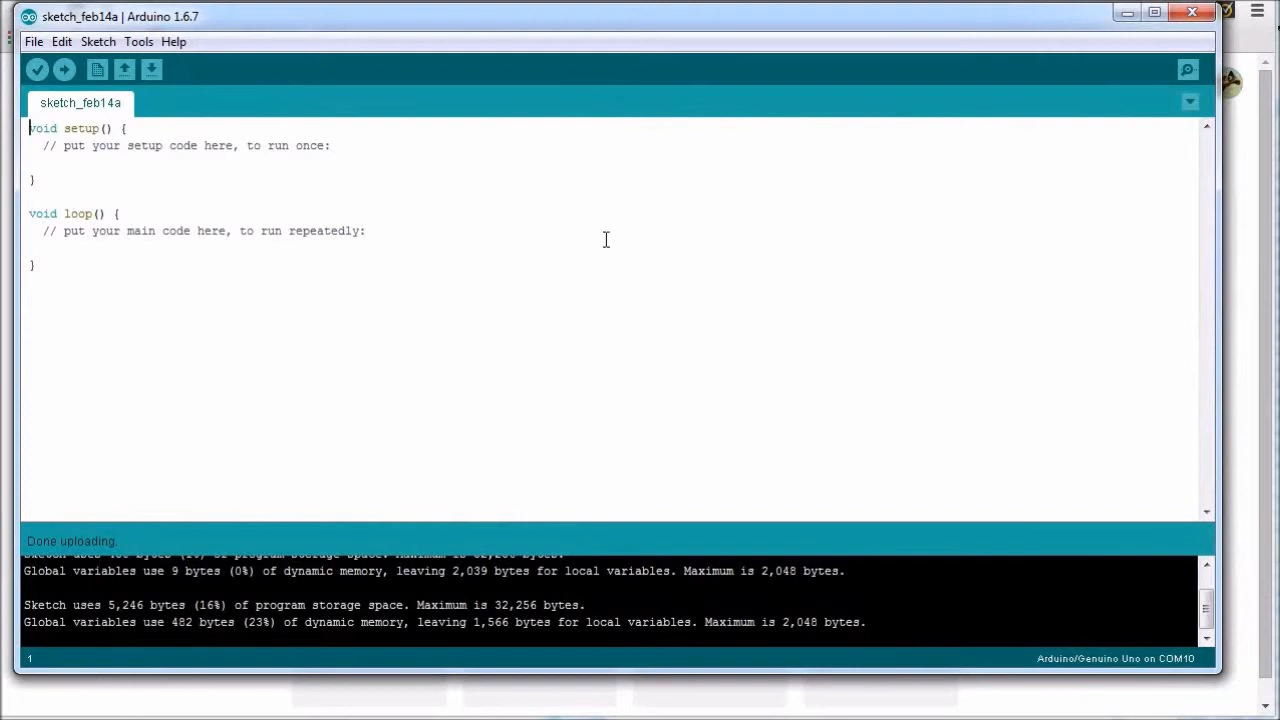 sketch_feb14a | Arduino 1.6.7
File Edit Sketch Tools Help
sketch_feb14a
void setup() {
// put your setup code here, to run once:
}
void loop() {
// put your main code here, to run repeatedly:
}
Done uploading.
Global variables use 9 bytes (0%) of dynamic memory, leaving 2,039 bytes for local variables. Maximum is 2,048 bytes.
Sketch uses 5,246 bytes (16%) of program storage space. Maximum is 32,256 bytes.
Global variables use 482 bytes (23%) of dynamic memory, leaving 1,566 bytes for local variables. Maximum is 2,048 bytes.
1 Arduino/Genuino Uno on COM10